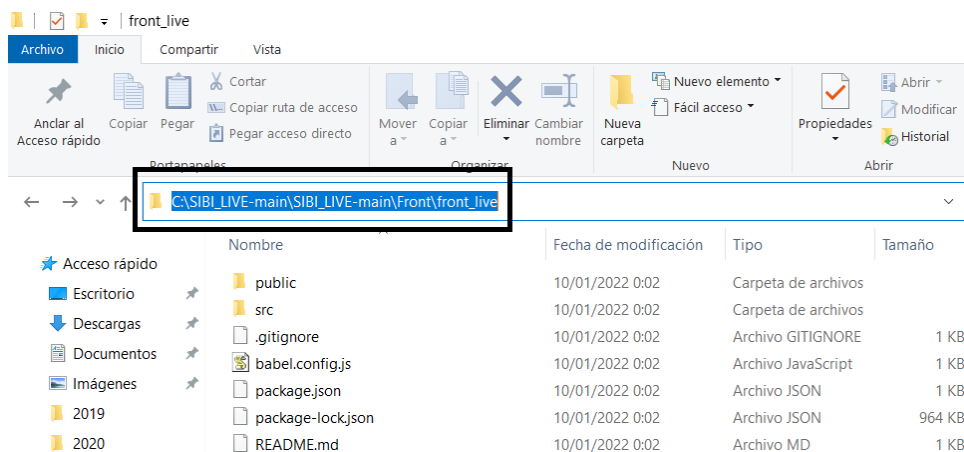 front_live
Archivo Inicio Compartir Vista
Anclar al Acceso rápido
Copiar
Pegar
Cortar
Copiar ruta de acceso
Pegar acceso directo
Portapapeles
Mover a
Copiar a
Eliminar
Cambiar nombre
Organizar
Nueva carpeta
Nuevo elemento
Fácil acceso
Nuevo
Propiedades
Abrir
Modificar
Historial
Abrir
C:\SIBI_LIVE-main\SIBI_LIVE-main\Front\front_live
Nombre Fecha de modificación Tipo Tamaño
Acceso rápido
Escritorio
Descargas
Documentos
Imágenes
2019
2020
public 10/01/2022 0:02 Carpeta de archivos
src 10/01/2022 0:02 Carpeta de archivos
.gitignore 10/01/2022 0:02 Archivo GITIGNORE 1 KB
babel.config.js 10/01/2022 0:02 Archivo JavaScript 1 KB
package.json 10/01/2022 0:02 Archivo JSON 1 KB
package-lock.json 10/01/2022 0:02 Archivo JSON 964 KB
README.md 10/01/2022 0:02 Archivo MD 1 KB